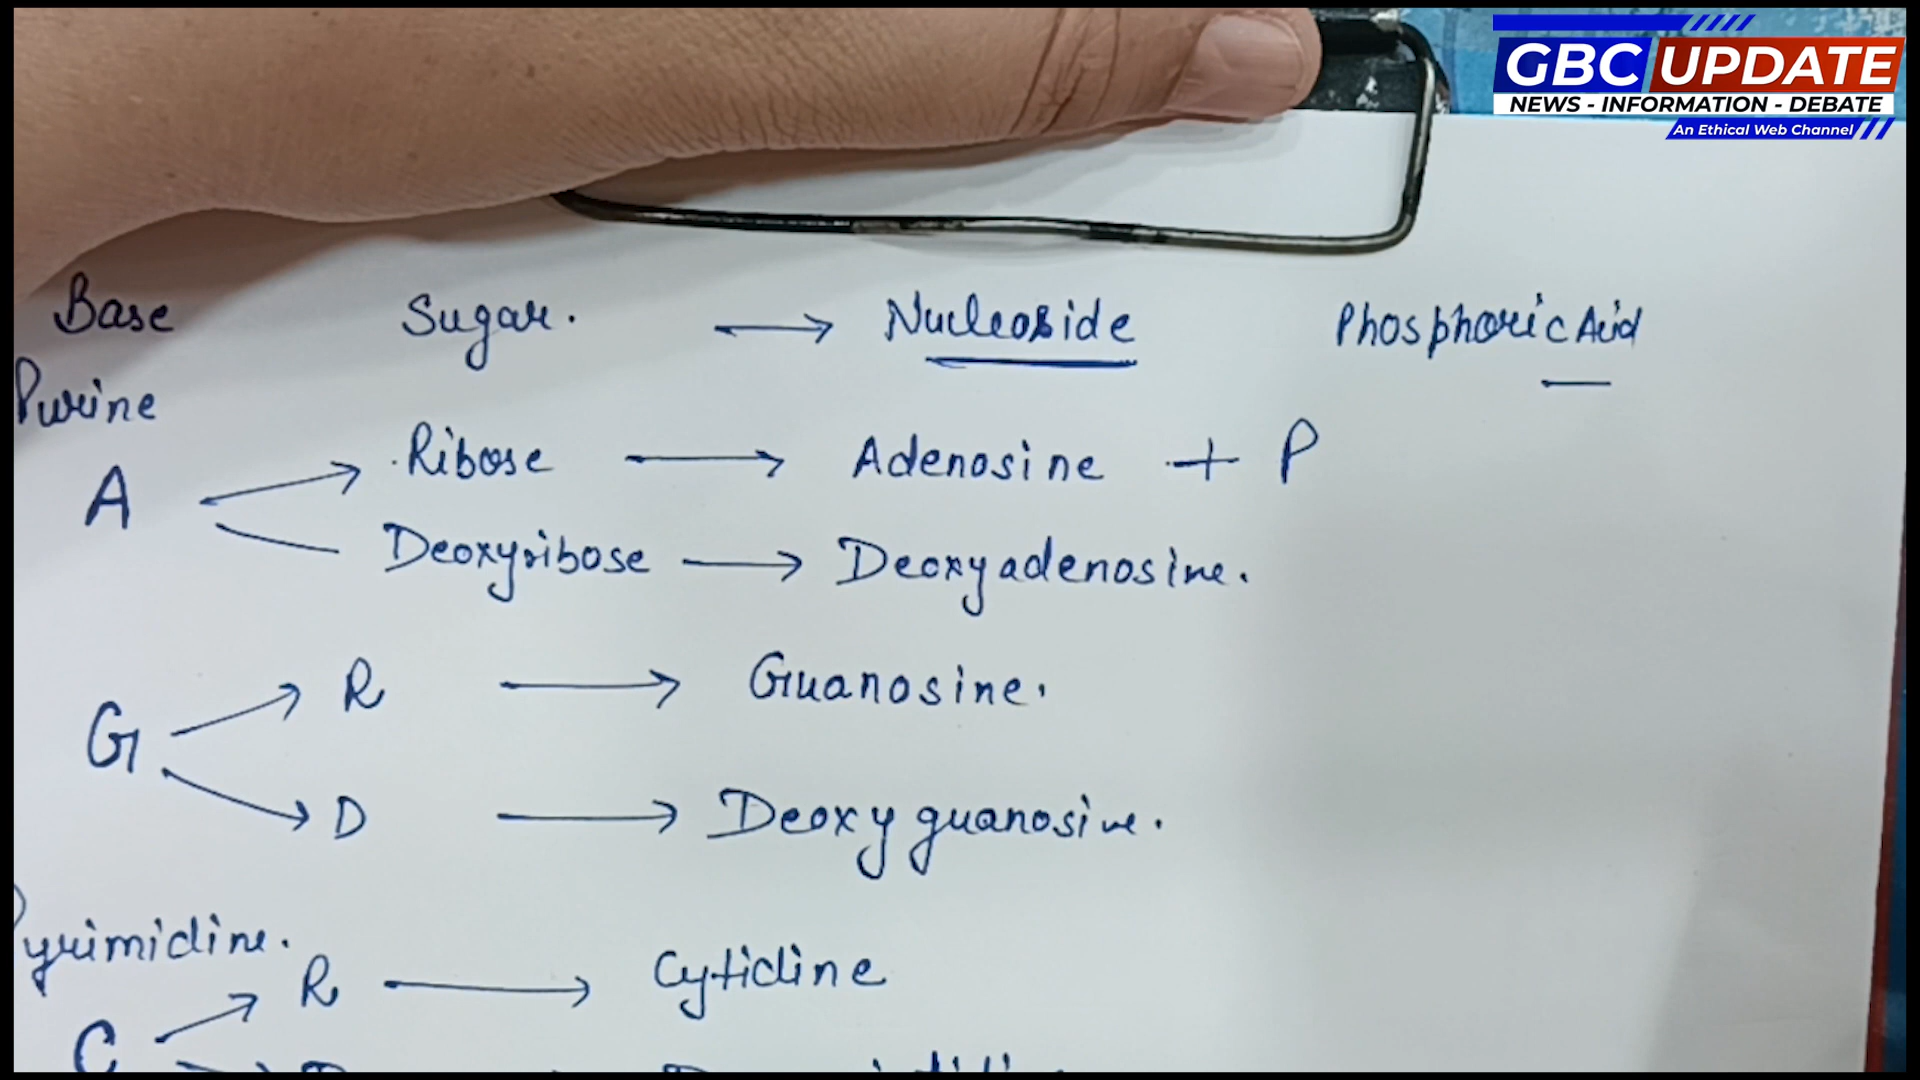 GBC UPDATE
NEWS - INFORMATION - DEBATE
An Ethical Web Channel
Base Sugar. → Nucleoside Phosphoric Acid
Purine
A → Ribose → Adenosine + P
Deoxyribose → Deoxyadenosine.
G → R → Guanosine.
→ D → Deoxyguanosine.
Pyrimidine.
C → R → Cytidine